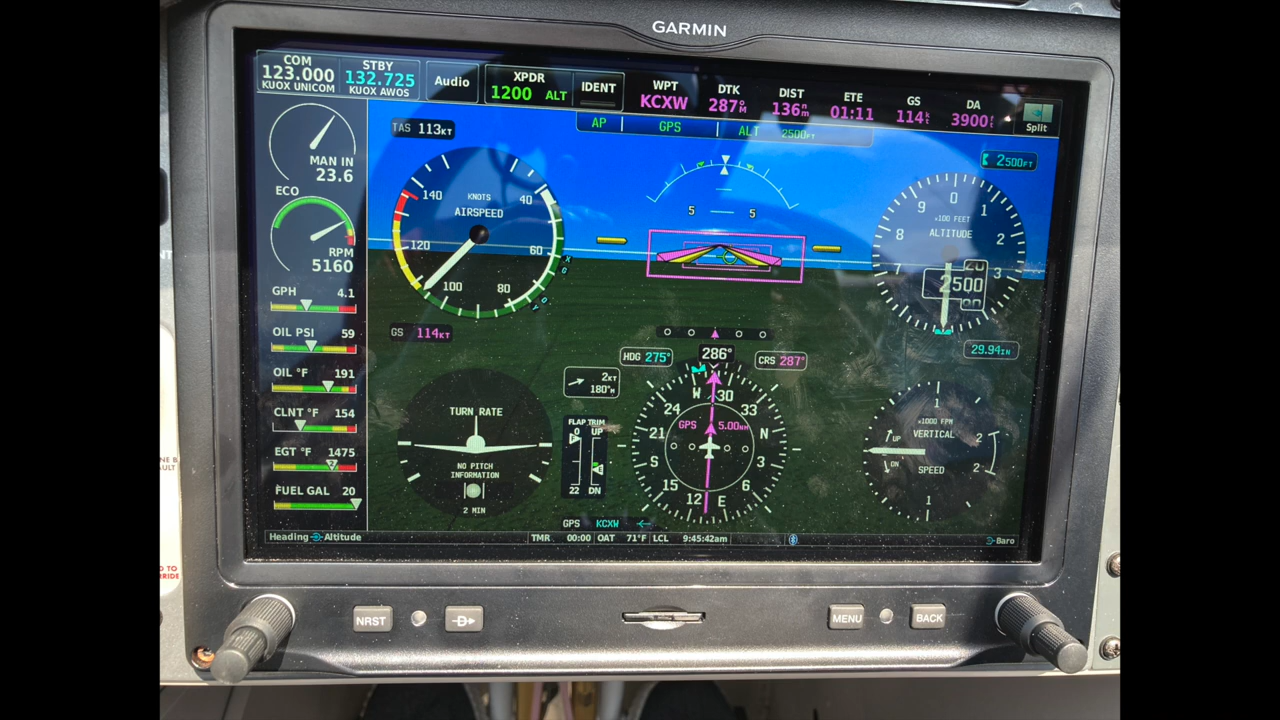 GARMIN
COM
123.000
KUOX UNICOM
STBY
132.725
KUOX AWOS
Audio
XPDR
1200 ALT
IDENT
WPT
KCXW
DTK
287°M
DIST
136nm
ETE
01:11
GS
114kt
DA
3900ft
Split
AP
GPS
ALT 2500FT
TAS 113KT
2500FT
MAN IN
23.6
ECO
RPM
5160
GPH 4.1
OIL PSI 59
OIL °F 191
CLNT °F 154
EGT °F 1475
2
FUEL GAL 20
KNOTS
AIRSPEED
40
60
80
100
120
140
GS 114KT
5 5
x100 FEET
ALTITUDE
0
1
2
3
7
8
9
2500
20
00
29.94IN
HDG 275°
286°
CRS 287°
2KT
180°M
TURN RATE
NO PITCH
INFORMATION
2 MIN
FLAP TRIM
0 UP
22 DN
W
30
33
N
3
6
E
12
15
S
21
24
GPS 5.00NM
GPS KCXW
1
x1000 FPM
VERTICAL
SPEED
UP
DN
2
2
1
Heading Altitude
TMR 00:00 OAT 71°F LCL 9:45:42am
Baro
NRST
D
MENU
BACK